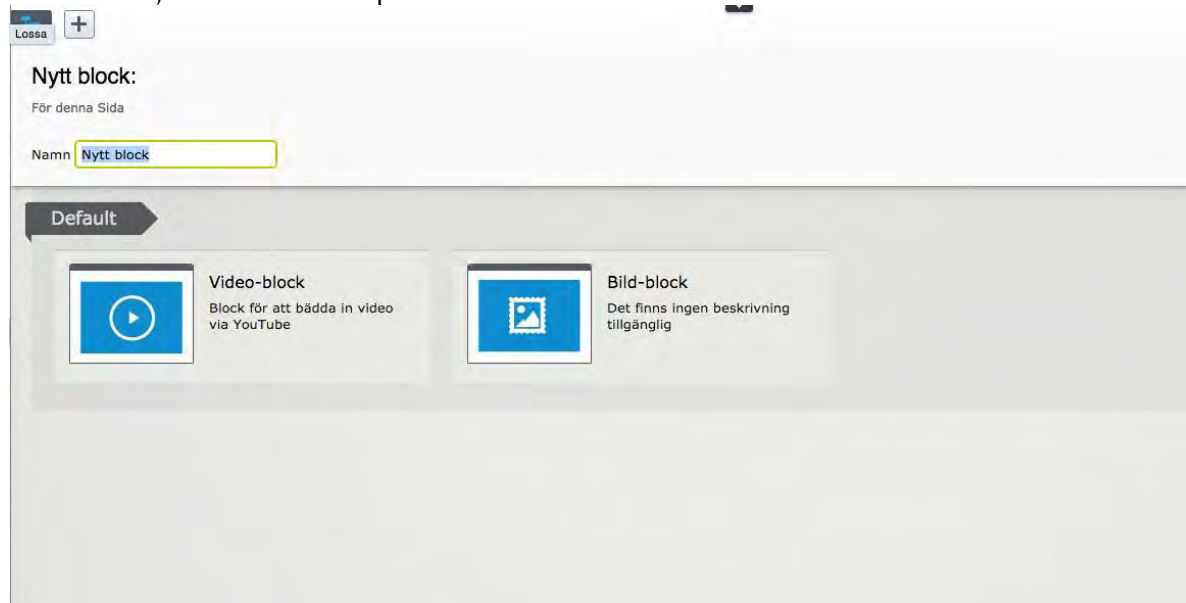 Lossa
Nytt block:
För denna Sida
Namn Nytt block
Default
Video-block
Block för att bädda in video
via YouTube
Bild-block
Det finns ingen beskrivning
tillgänglig